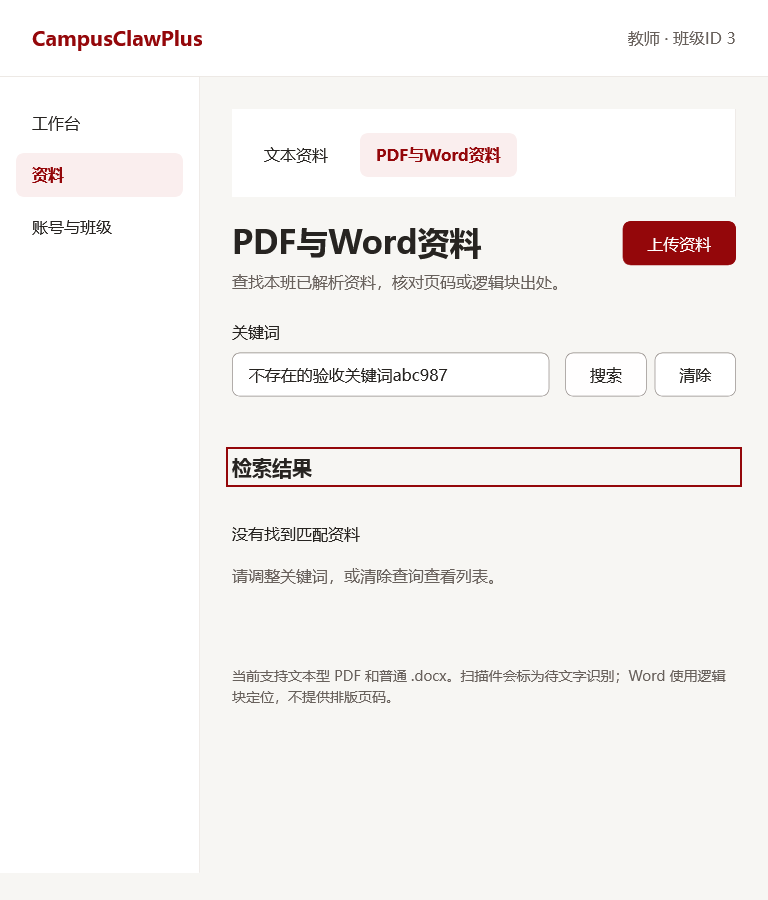 CampusClawPlus
教师 · 班级ID 3
工作台
资料
账号与班级
文本资料
PDF与Word资料
PDF与Word资料
上传资料
查找本班已解析资料，核对页码或逻辑块出处。
关键词
不存在的验收关键词abc987
搜索
清除
检索结果
没有找到匹配资料
请调整关键词，或清除查询查看列表。
当前支持文本型 PDF 和普通 .docx。扫描件会标为待文字识别；Word 使用逻辑
块定位，不提供排版页码。